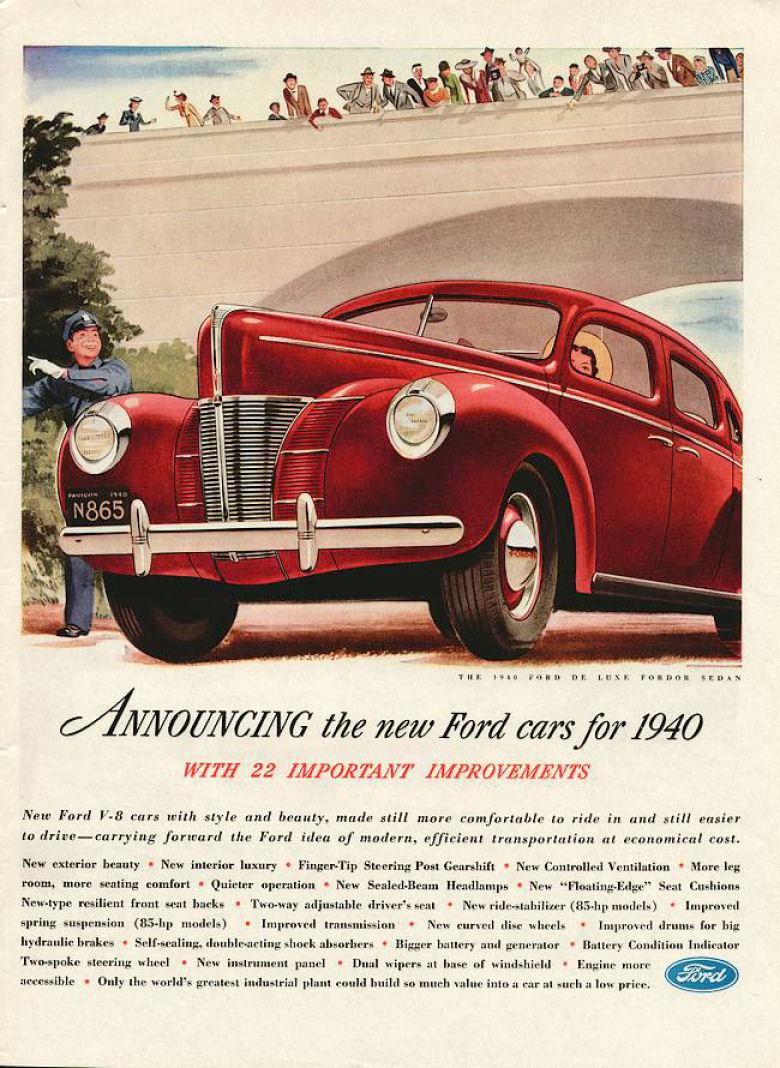 PAVILION 1940
N865
THE 1940 FORD DE LUXE FORDOR SEDAN
ANNOUNCING the new Ford cars for 1940
WITH 22 IMPORTANT IMPROVEMENTS
New Ford V-8 cars with style and beauty, made still more comfortable to ride in and still easier
to drive—carrying forward the Ford idea of modern, efficient transportation at economical cost.
New exterior beauty • New interior luxury • Finger-Tip Steering Post Gearshift • New Controlled Ventilation • More leg
room, more seating comfort • Quieter operation • New Sealed-Beam Headlamps • New “Floating-Edge” Seat Cushions
New-type resilient front seat backs • Two-way adjustable driver's seat • New ride-stabilizer (85-hp models) • Improved
spring suspension (85-hp models) • Improved transmission • New curved disc wheels • Improved drums for big
hydraulic brakes • Self-sealing, double-acting shock absorbers • Bigger battery and generator • Battery Condition Indicator
Two-spoke steering wheel • New instrument panel • Dual wipers at base of windshield • Engine more
accessible • Only the world's greatest industrial plant could build so much value into a car at such a low price.
Ford